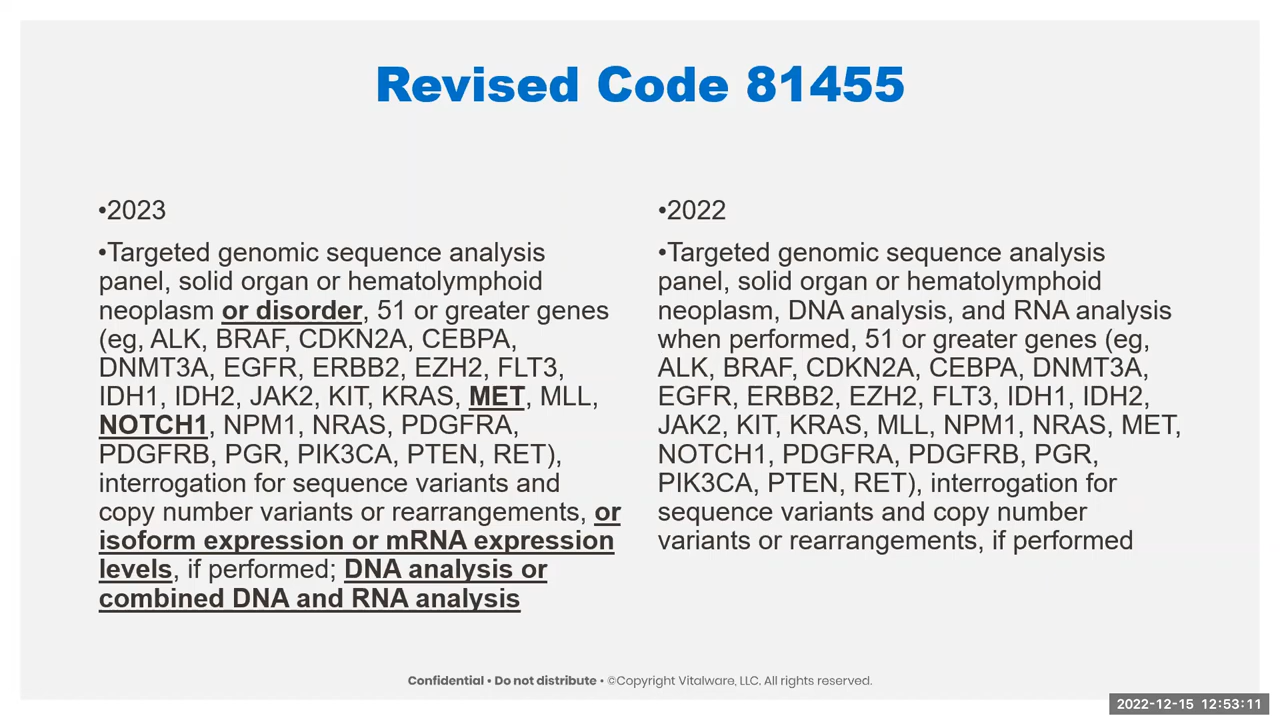 Revised Code 81455
•2023
•Targeted genomic sequence analysis
panel, solid organ or hematolymphoid
neoplasm or disorder, 51 or greater genes
(eg, ALK, BRAF, CDKN2A, CEBPA,
DNMT3A, EGFR, ERBB2, EZH2, FLT3,
IDH1, IDH2, JAK2, KIT, KRAS, MET, MLL,
NOTCH1, NPM1, NRAS, PDGFRA,
PDGFRB, PGR, PIK3CA, PTEN, RET),
interrogation for sequence variants and
copy number variants or rearrangements, or
isoform expression or mRNA expression
levels, if performed; DNA analysis or
combined DNA and RNA analysis
•2022
•Targeted genomic sequence analysis
panel, solid organ or hematolymphoid
neoplasm, DNA analysis, and RNA analysis
when performed, 51 or greater genes (eg,
ALK, BRAF, CDKN2A, CEBPA, DNMT3A,
EGFR, ERBB2, EZH2, FLT3, IDH1, IDH2,
JAK2, KIT, KRAS, MLL, NPM1, NRAS, MET,
NOTCH1, PDGFRA, PDGFRB, PGR,
PIK3CA, PTEN, RET), interrogation for
sequence variants and copy number
variants or rearrangements, if performed
Confidential • Do not distribute • ©Copyright Vitalware, LLC. All rights reserved.
2022-12-15 12:53:11